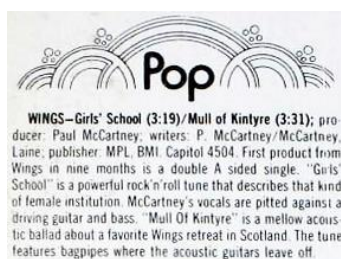 Pop
WINGS–Girls' School (3:19)/Mull of Kintyre (3:31); pro-
ducer: Paul McCartney; writers: P. McCartney/McCartney,
Laine; publisher: MPL, BMI. Capitol 4504. First product from
Wings in nine months is a double A sided single. "Girls'
School" is a powerful rock'n'roll tune that describes that kind
of female institution. McCartney's vocals are pitted against a
driving guitar and bass. "Mull Of Kintyre" is a mellow acous-
tic ballad about a favorite Wings retreat in Scotland. The tune
features bagpipes where the acoustic guitars leave off.